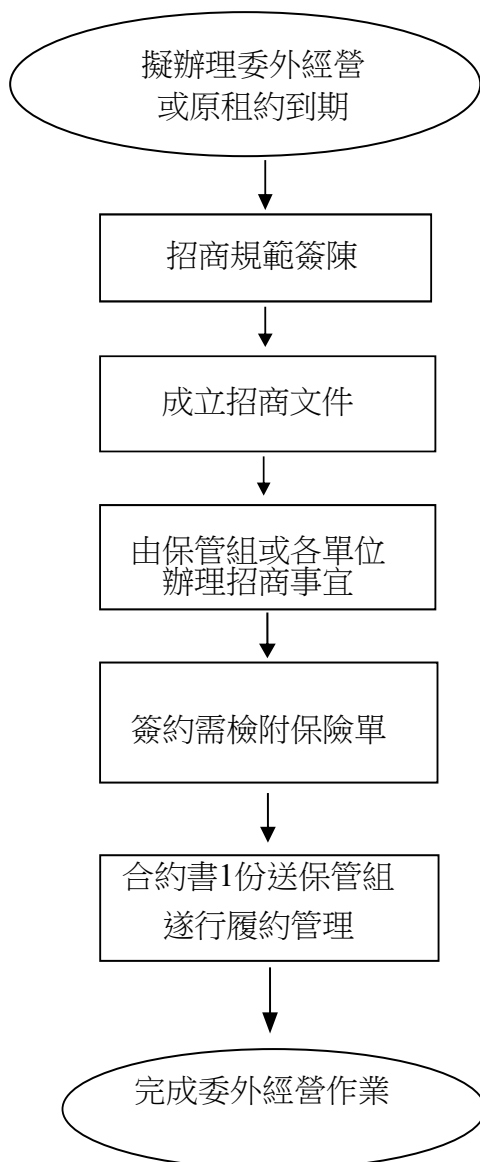 擬辦理委外經營
或原租約到期
招商規範簽陳
成立招商文件
由保管組或各單位
辦理招商事宜
簽約需檢附保險單
合約書1份送保管組
遂行履約管理
完成委外經營作業